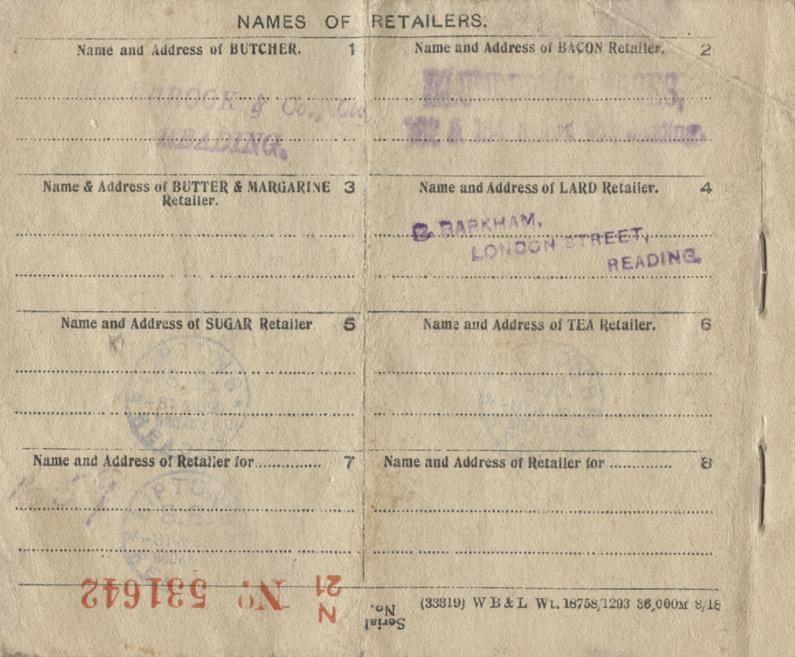 NAMES OF RETAILERS.
Name and Address of BUTCHER. 1
& Co.,
READING.
Name and Address of BACON Retailer. 2
Name & Address of BUTTER & MARGARINE 3
Retailer.
Name and Address of LARD Retailer. 4
BARKHAM,
LONDON STREET,
READING.
Name and Address of SUGAR Retailer 5
Name and Address of TEA Retailer. 6
Name and Address of Retailer for.............. 7
Name and Address of Retailer for ............. 8
Serial No.
N 21 No 531642
(33319) W B & L Wt. 18758/1293 36,000M 8/18